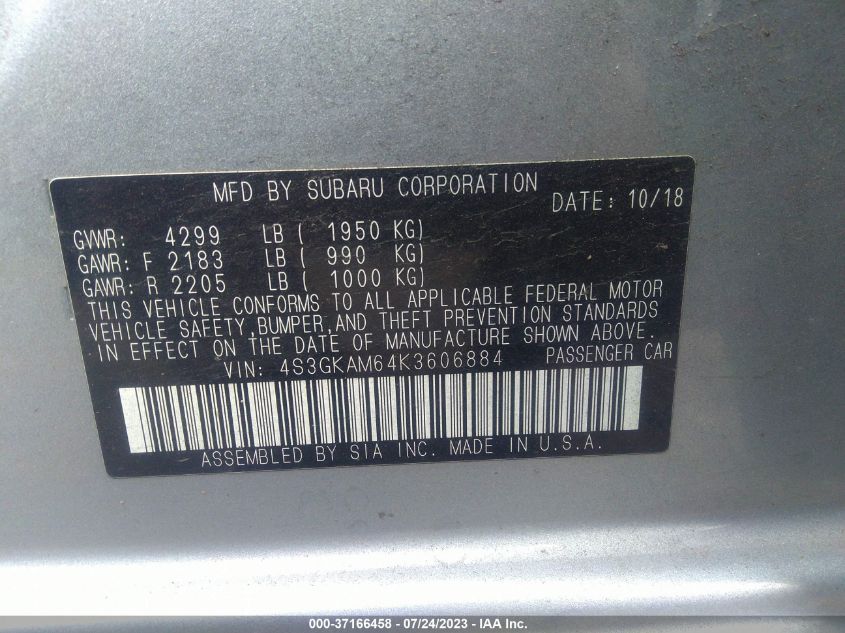 MFD BY SUBARU CORPORATION DATE: 10/18
GVWR: 4299 LB ( 1950 KG)
GAWR: F 2183 LB ( 990 KG)
GAWR: R 2205 LB ( 1000 KG)
THIS VEHICLE CONFORMS TO ALL APPLICABLE FEDERAL MOTOR
VEHICLE SAFETY,BUMPER,AND THEFT PREVENTION STANDARDS
IN EFFECT ON THE DATE OF MANUFACTURE SHOWN ABOVE.
VIN: 4S3GKAM64K3606884 PASSENGER CAR
ASSEMBLED BY SIA INC. MADE IN U.S.A.
000-37166458 - 07/24/2023 - IAA Inc.